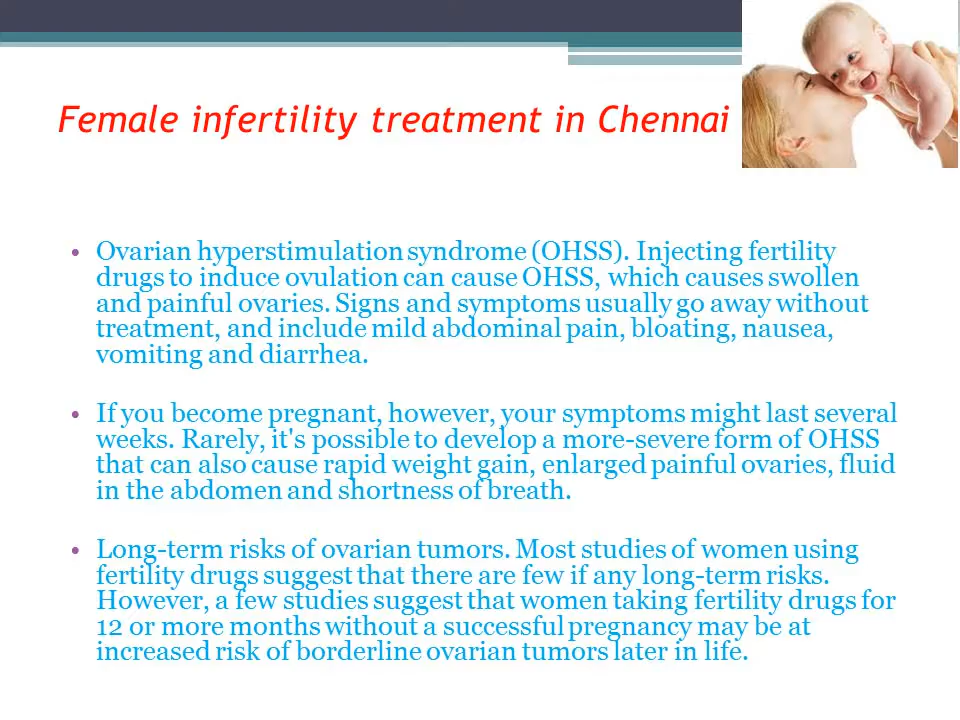 Female infertility treatment in Chennai
• Ovarian hyperstimulation syndrome (OHSS). Injecting fertility
drugs to induce ovulation can cause OHSS, which causes swollen
and painful ovaries. Signs and symptoms usually go away without
treatment, and include mild abdominal pain, bloating, nausea,
vomiting and diarrhea.
• If you become pregnant, however, your symptoms might last several
weeks. Rarely, it's possible to develop a more-severe form of OHSS
that can also cause rapid weight gain, enlarged painful ovaries, fluid
in the abdomen and shortness of breath.
• Long-term risks of ovarian tumors. Most studies of women using
fertility drugs suggest that there are few if any long-term risks.
However, a few studies suggest that women taking fertility drugs for
12 or more months without a successful pregnancy may be at
increased risk of borderline ovarian tumors later in life.